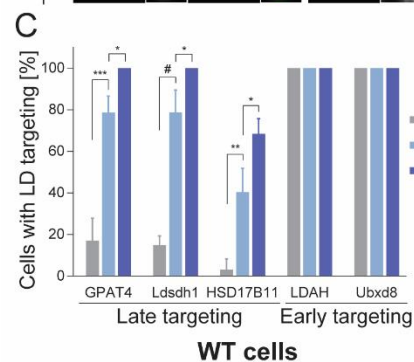 C
Cells with LD targeting [%]
100
80
60
40
20
0
*** * # * ** *
GPAT4 Ldsdh1 HSD17B11 LDAH Ubxd8
Late targeting Early targeting
WT cells